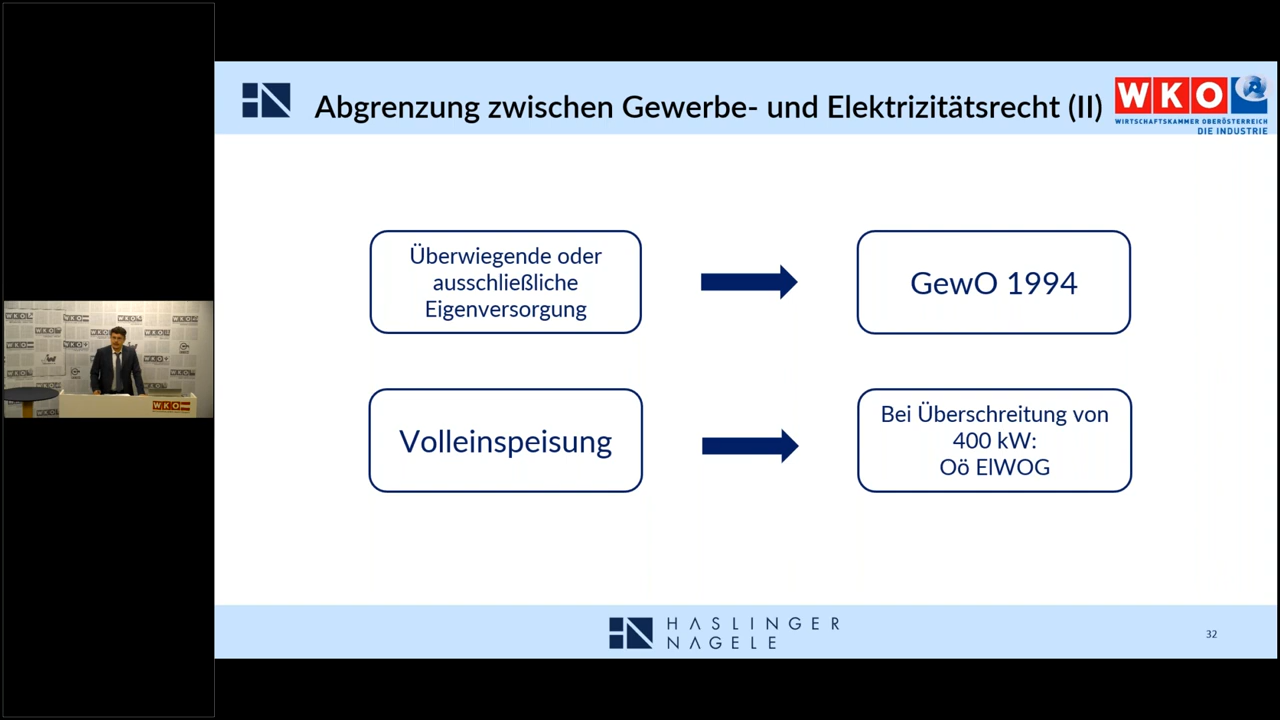 Abgrenzung zwischen Gewerbe- und Elektrizitätsrecht (II)
WKO
WIRTSCHAFTSKAMMER OBERÖSTERREICH
DIE INDUSTRIE
Überwiegende oder
ausschließliche
Eigenversorgung
GewO 1994
Volleinspeisung
Bei Überschreitung von
400 kW:
Oö ElWOG
WKO
HASLINGER
NAGELE
32